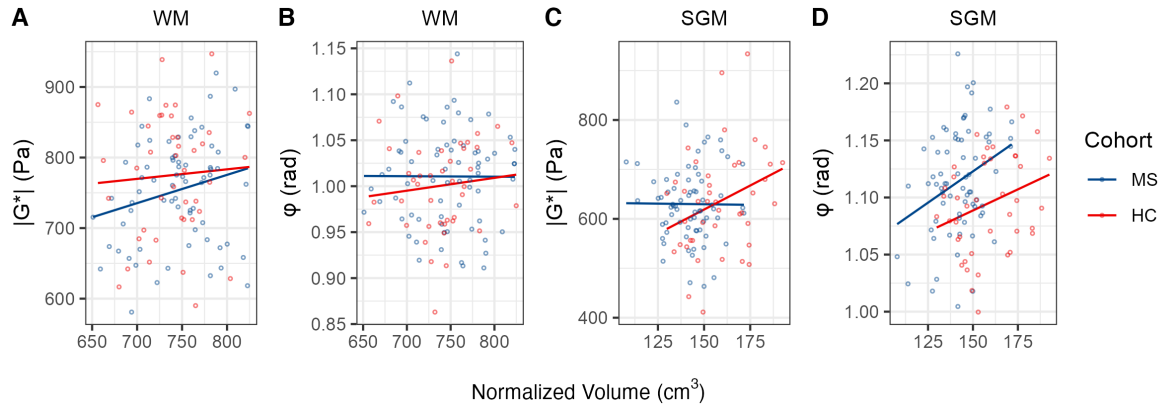 A WM
B WM
C SGM
D SGM
|G*| (Pa)
900
800
700
600
650 700 750 800
φ (rad)
1.15
1.10
1.05
1.00
0.95
0.90
0.85
650 700 750 800
|G*| (Pa)
800
600
400
125 150 175
φ (rad)
1.20
1.15
1.10
1.05
1.00
125 150 175
Cohort
MS
HC
Normalized Volume (cm³)